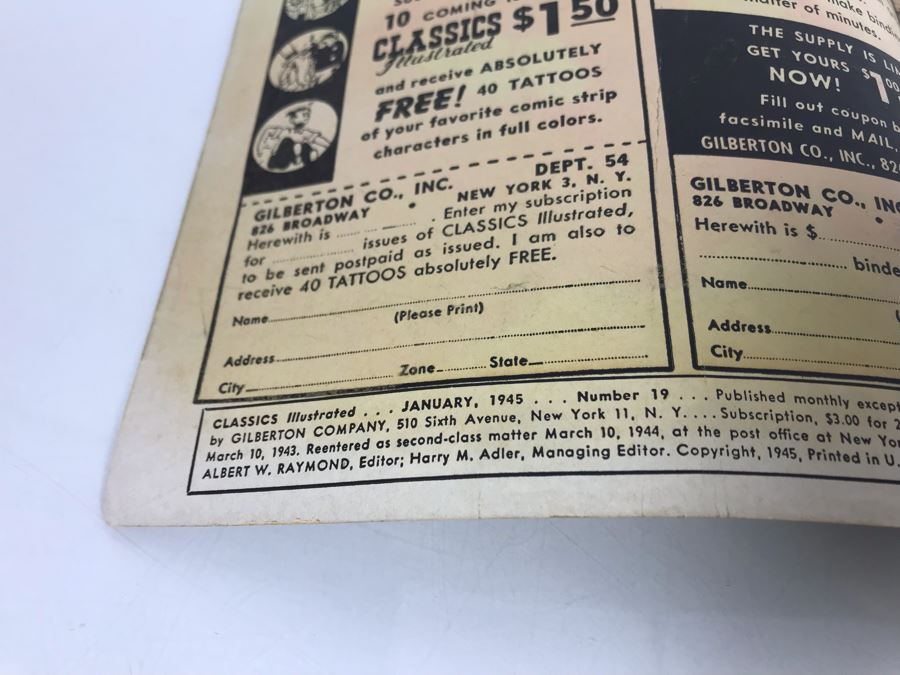 10 COMING
CLASSICS $1.50
Illustrated
and receive ABSOLUTELY
FREE! 40 TATTOOS
of your favorite comic strip
characters in full colors.
DEPT. 54
GILBERTON CO., INC.
826 BROADWAY • NEW YORK 3, N. Y.
Herewith is ............ . Enter my subscription
for ............ issues of CLASSICS Illustrated,
to be sent postpaid as issued. I am also to
receive 40 TATTOOS absolutely FREE.
Name
(Please Print)
Address
City Zone State
make
matter of minutes.
THE SUPPLY IS
GET YOURS $1.00
NOW!
Fill out coupon
facsimile and MAIL
GILBERTON CO., INC.,
GILBERTON CO.,
826 BROADWAY •
Herewith is $
Name
Address
City
CLASSICS Illustrated . . . JANUARY, 1945 . . . Number 19 . . . Published monthly except
by GILBERTON COMPANY, 510 Sixth Avenue, New York 11, N. Y. . . . Subscription, $3.00 for
March 10, 1943. Reentered as second-class matter March 10, 1944, at the post office at New
ALBERT W. RAYMOND, Editor; Harry M. Adler, Managing Editor. Copyright, 1945, Printed in U.